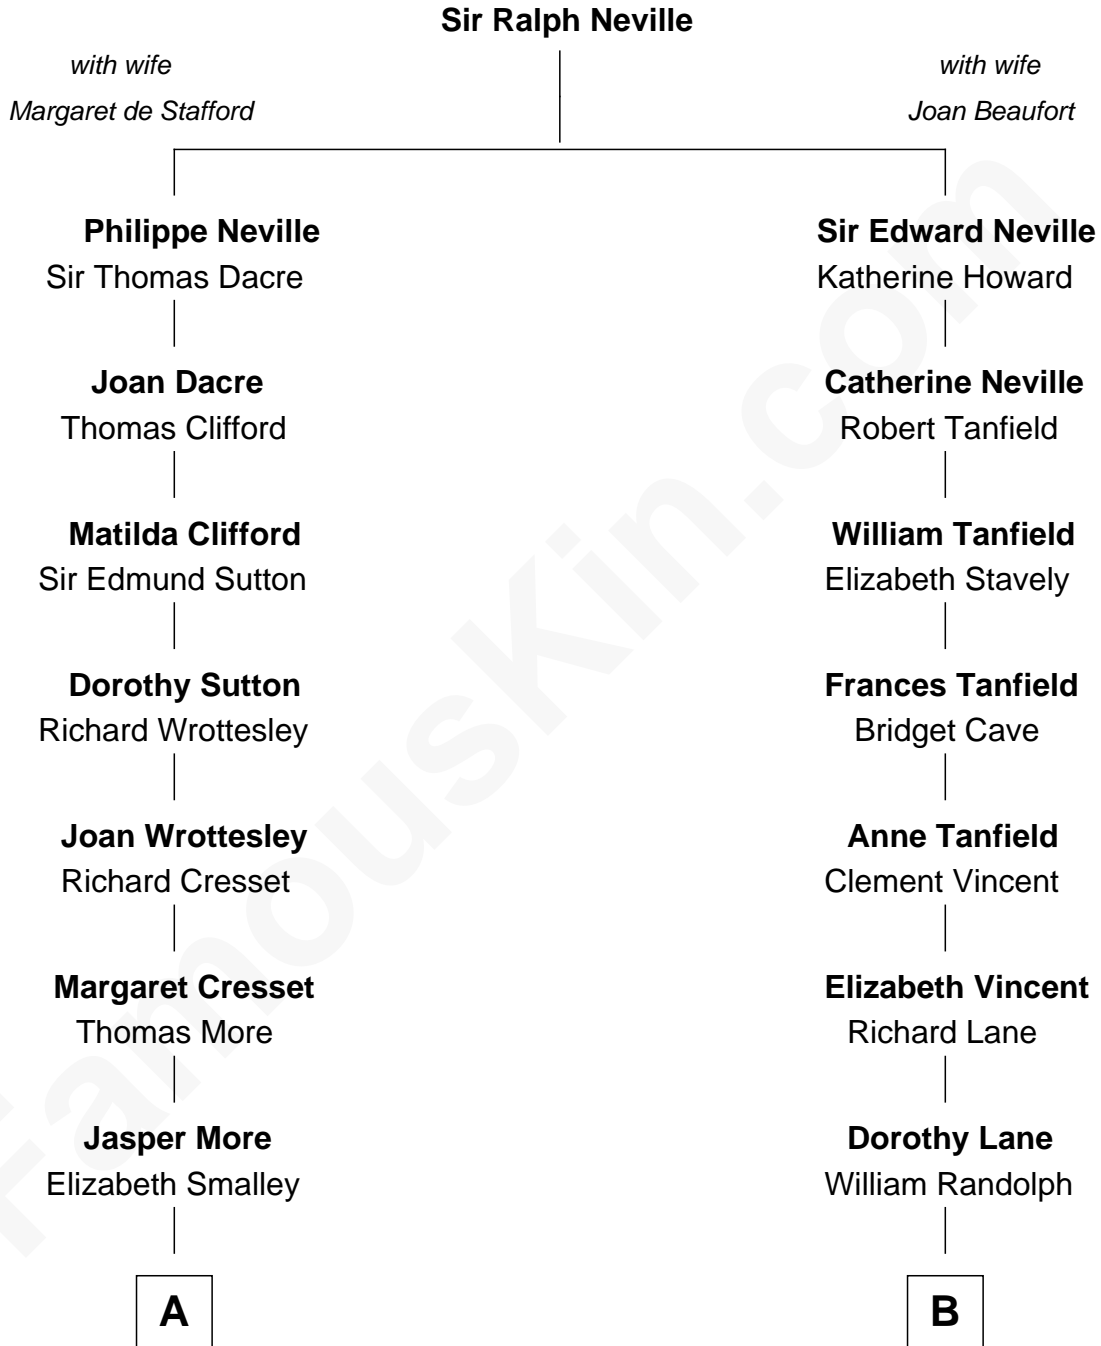 Sir Ralph Neville
with wife
Margaret de Stafford
with wife
Joan Beaufort
Philippe Neville
Sir Thomas Dacre
Sir Edward Neville
Katherine Howard
Joan Dacre
Thomas Clifford
Catherine Neville
Robert Tanfield
Matilda Clifford
Sir Edmund Sutton
William Tanfield
Elizabeth Stavely
Dorothy Sutton
Richard Wrottesley
Frances Tanfield
Bridget Cave
Joan Wrottesley
Richard Cresset
Anne Tanfield
Clement Vincent
Margaret Cresset
Thomas More
Elizabeth Vincent
Richard Lane
Jasper More
Elizabeth Smalley
Dorothy Lane
William Randolph
A
B
FamousKin.com